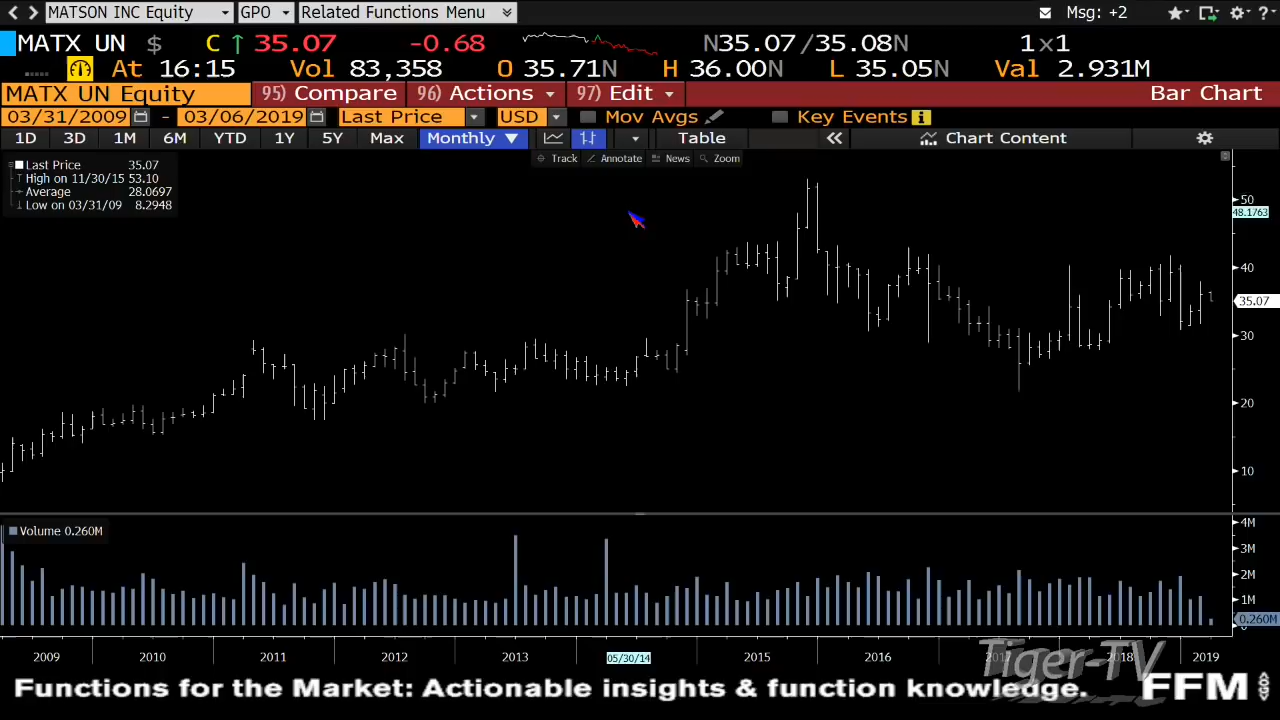 MATSON INC Equity GPO Related Functions Menu Msg: +2 ?
MATX UN $ C ↑ 35.07 -0.68 N35.07 /35.08N 1x1
At 16:15 Vol 83,358 O 35.71N H 36.00N L 35.05N Val 2.931M
MATX UN Equity 95) Compare 96) Actions 97) Edit Bar Chart
03/31/2009 - 03/06/2019 Last Price USD Mov Avgs Key Events i
1D 3D 1M 6M YTD 1Y 5Y Max Monthly ▼ Table « Chart Content
Track Annotate News Zoom
Last Price 35.07
High on 11/30/15 53.10
Average 28.0697
Low on 03/31/09 8.2948
50
48.1763
40
35.07
30
20
10
Volume 0.260M
4M
3M
2M
1M
0.260M
0
2009 2010 2011 2012 2013 05/30/14 2015 2016 2017 2018 2019
Tiger-TV
Functions for the Market: Actionable insights & function knowledge. FFM